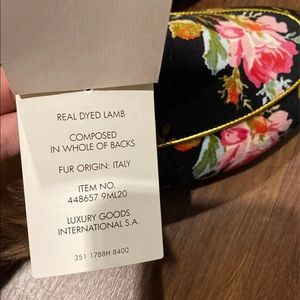 REAL DYED LAMB
COMPOSED
IN WHOLE OF BACKS
FUR ORIGIN: ITALY
ITEM NO.
448657 9ML20
LUXURY GOODS
INTERNATIONAL S.A.
351 1788H 8400